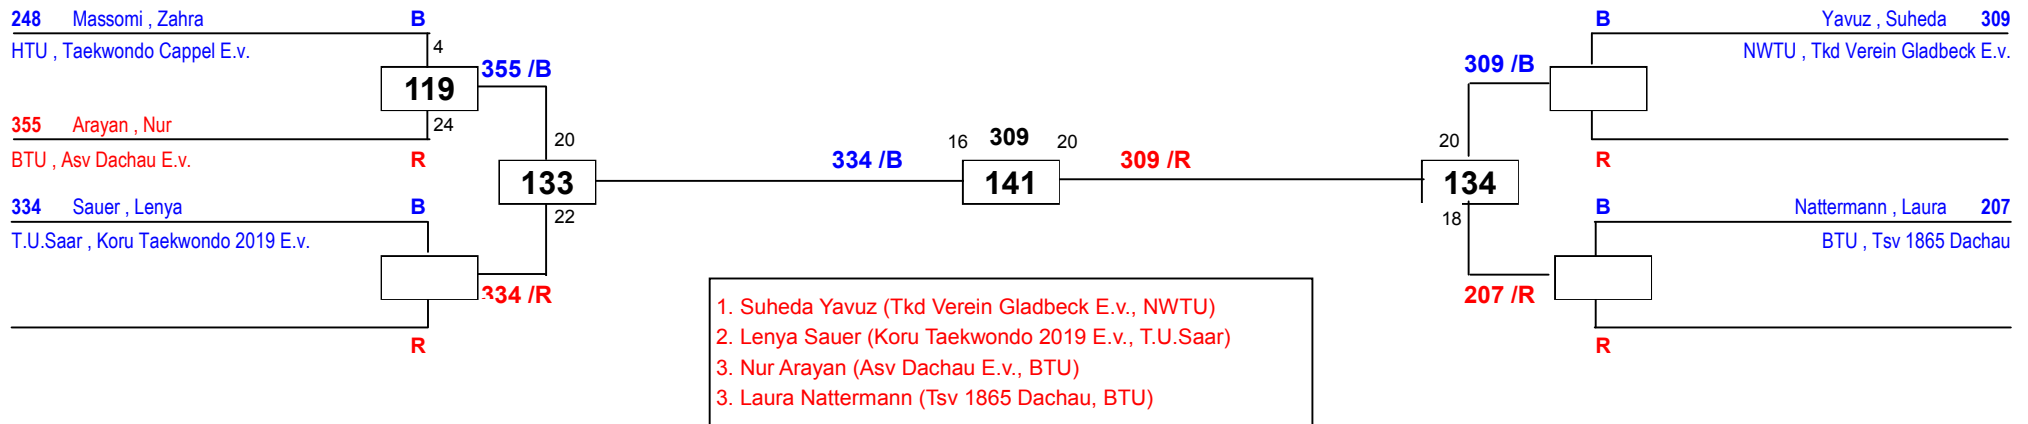 248 Massomi , Zahra B
HTU , Taekwondo Cappel E.v.
4
119
355 /B
24
355 Arayan , Nur
BTU , Asv Dachau E.v. R
20
133
22
334 Sauer , Lenya B
T.U.Saar , Koru Taekwondo 2019 E.v.
334 /R
R
334 /B
16 309 20
141
309 /R
B Yavuz , Suheda 309
NWTU , Tkd Verein Gladbeck E.v.
309 /B
R
20
134
18
B Nattermann , Laura 207
BTU , Tsv 1865 Dachau
207 /R
R
1. Suheda Yavuz (Tkd Verein Gladbeck E.v., NWTU)
2. Lenya Sauer (Koru Taekwondo 2019 E.v., T.U.Saar)
3. Nur Arayan (Asv Dachau E.v., BTU)
3. Laura Nattermann (Tsv 1865 Dachau, BTU)